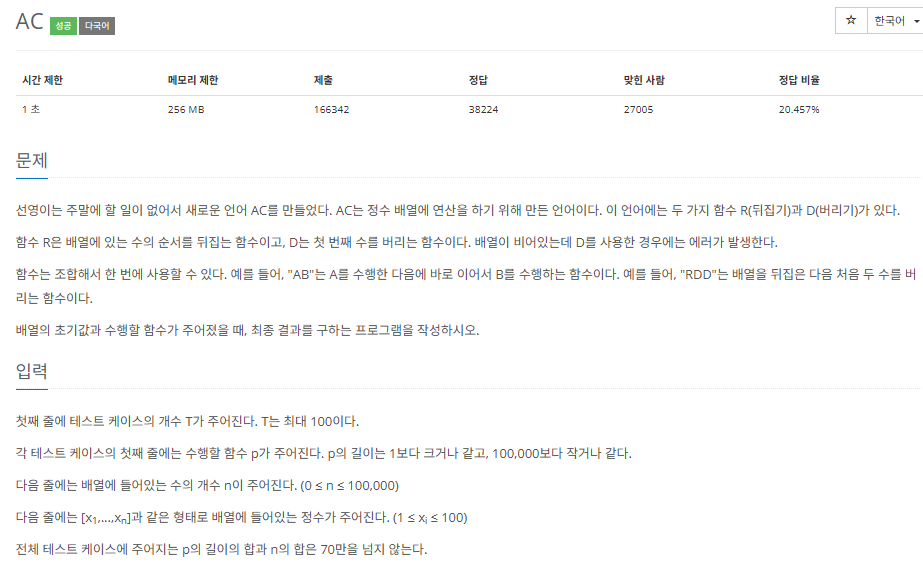 AC 성공 다국어
☆ 한국어
시간 제한 메모리 제한 제출 정답 맞힌 사람 정답 비율
1 초 256 MB 166342 38224 27005 20.457%
문제
선영이는 주말에 할 일이 없어서 새로운 언어 AC를 만들었다. AC는 정수 배열에 연산을 하기 위해 만든 언어이다. 이 언어에는 두 가지 함수 R(뒤집기)과 D(버리기)가 있다.
함수 R은 배열에 있는 수의 순서를 뒤집는 함수이고, D는 첫 번째 수를 버리는 함수이다. 배열이 비어있는데 D를 사용한 경우에는 에러가 발생한다.
함수는 조합해서 한 번에 사용할 수 있다. 예를 들어, "AB"는 A를 수행한 다음에 바로 이어서 B를 수행하는 함수이다. 예를 들어, "RDD"는 배열을 뒤집은 다음 처음 두 수를 버
리는 함수이다.
배열의 초기값과 수행할 함수가 주어졌을 때, 최종 결과를 구하는 프로그램을 작성하시오.
입력
첫째 줄에 테스트 케이스의 개수 T가 주어진다. T는 최대 100이다.
각 테스트 케이스의 첫째 줄에는 수행할 함수 p가 주어진다. p의 길이는 1보다 크거나 같고, 100,000보다 작거나 같다.
다음 줄에는 배열에 들어있는 수의 개수 n이 주어진다. (0 ≤ n ≤ 100,000)
다음 줄에는 [x₁,...,xₙ]과 같은 형태로 배열에 들어있는 정수가 주어진다. (1 ≤ xᵢ ≤ 100)
전체 테스트 케이스에 주어지는 p의 길이의 합과 n의 합은 70만을 넘지 않는다.